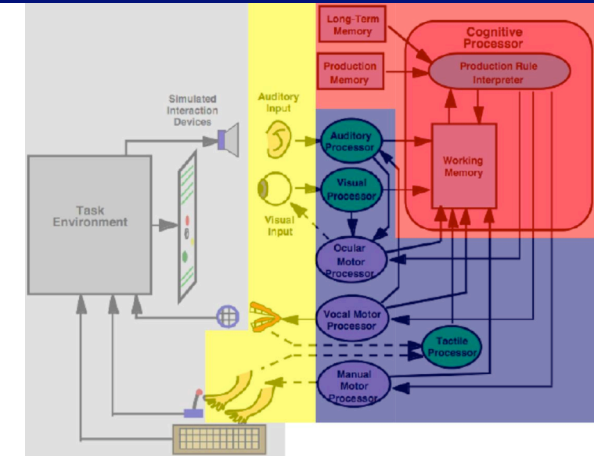 Long-Term
Memory
Cognitive
Processor
Production
Memory
Production Rule
Interpreter
Simulated
Interaction
Devices
Auditory
Input
Auditory
Processor
Working
Memory
Visual
Processor
Task
Environment
Visual
Input
Ocular
Motor
Processor
Vocal Motor
Processor
Tactile
Processor
Manual
Motor
Processor